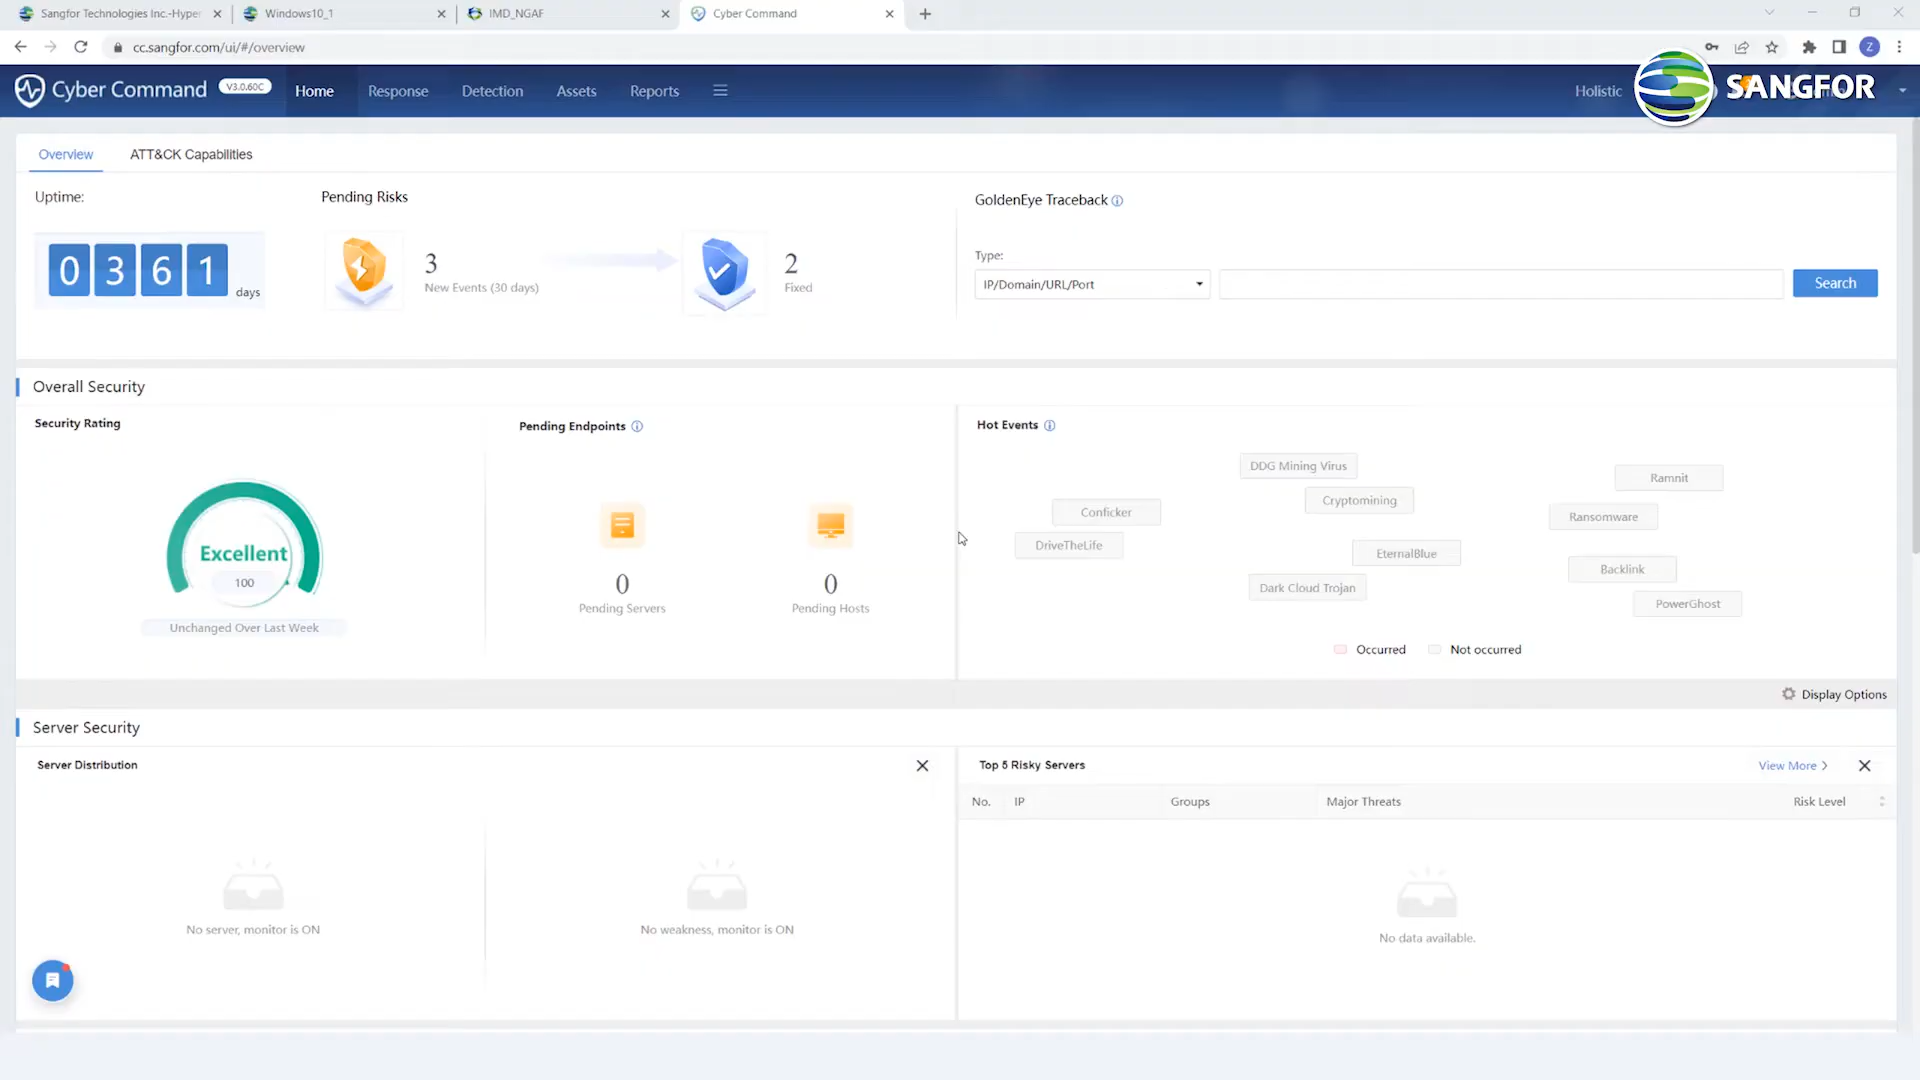 Sangfor Technologies Inc.-Hyper
Windows10_1
IMD_NGAF
Cyber Command
cc.sangfor.com/ui/#/overview
Z
Cyber Command
V3.0.60C
Home
Response
Detection
Assets
Reports
Holistic
SANGFOR
Overview
ATT&CK Capabilities
Uptime:
0361
days
Pending Risks
3
New Events (30 days)
2
Fixed
GoldenEye Traceback
Type:
IP/Domain/URL/Port
Search
Overall Security
Security Rating
Excellent
100
Unchanged Over Last Week
Pending Endpoints
0
Pending Servers
0
Pending Hosts
Hot Events
DDG Mining Virus
Ramnit
Cryptomining
Conficker
Ransomware
DriveTheLife
EternalBlue
Backlink
Dark Cloud Trojan
PowerGhost
Occurred
Not occurred
Display Options
Server Security
Server Distribution
No server, monitor is ON
No weakness, monitor is ON
Top 5 Risky Servers
View More
No.
IP
Groups
Major Threats
Risk Level
No data available.